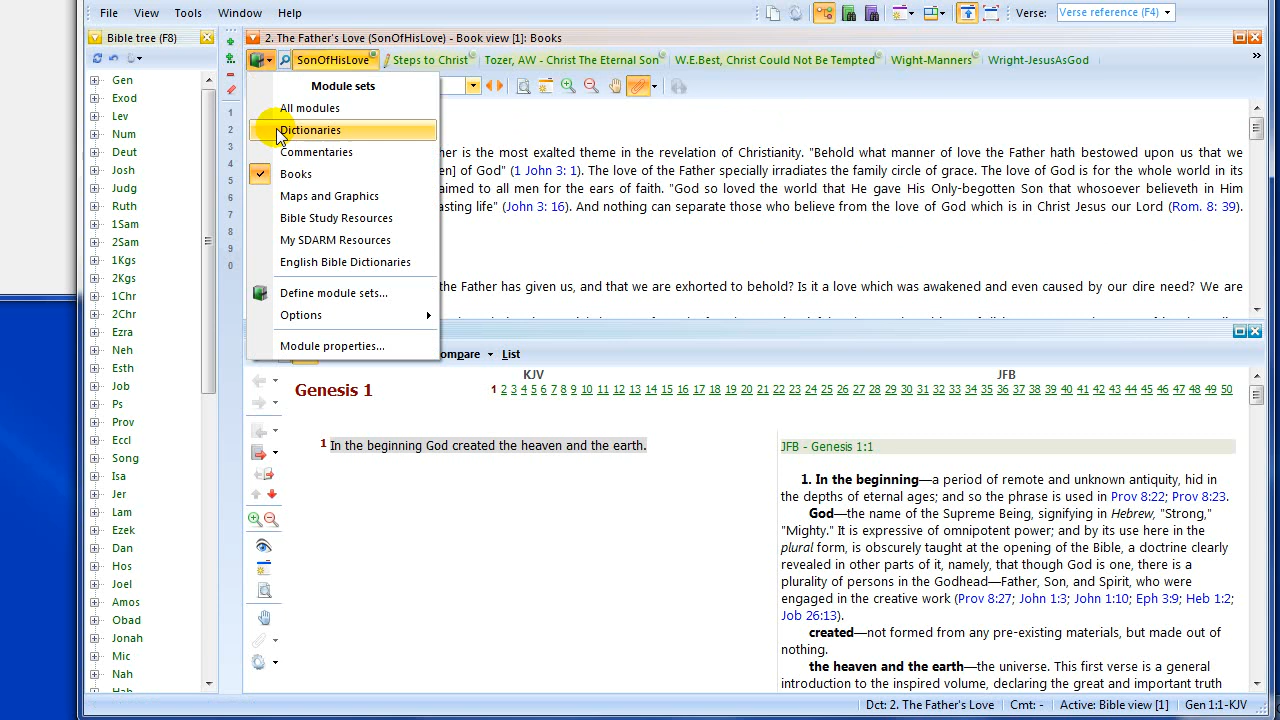 File View Tools Window Help Verse: Verse reference (F4)
Bible tree (F8)
2. The Father's Love (SonOfHisLove) - Book view [1]: Books
SonOfHisLove Steps to Christ Tozer, AW - Christ The Eternal Son W.E.Best, Christ Could Not Be Tempted Wight-Manners Wright-JesusAsGod
Module sets
All modules
Dictionaries
Commentaries
Books
Maps and Graphics
Bible Study Resources
My SDARM Resources
English Bible Dictionaries
Define module sets...
Options
Module properties...
Gen
Exod
Lev
Num
Deut
Josh
Judg
Ruth
1Sam
2Sam
1Kgs
2Kgs
1Chr
2Chr
Ezra
Neh
Esth
Job
Ps
Prov
Eccl
Song
Isa
Jer
Lam
Ezek
Dan
Hos
Joel
Amos
Obad
Jonah
Mic
Nah
Hab
1
2
3
4
5
6
7
8
9
0
her is the most exalted theme in the revelation of Christianity. "Behold what manner of love the Father hath bestowed upon us that we
en] of God" (1 John 3: 1). The love of the Father specially irradiates the family circle of grace. The love of God is for the whole world in its
aimed to all men for the ears of faith. "God so loved the world that He gave His Only-begotten Son that whosoever believeth in Him
asting life" (John 3: 16). And nothing can separate those who believe from the love of God which is in Christ Jesus our Lord (Rom. 8: 39).
the Father has given us, and that we are exhorted to behold? Is it a love which was awakened and even caused by our dire need? We are
ompare List
KJV JFB
Genesis 1 1 2 3 4 5 6 7 8 9 10 11 12 13 14 15 16 17 18 19 20 21 22 23 24 25 26 27 28 29 30 31 32 33 34 35 36 37 38 39 40 41 42 43 44 45 46 47 48 49 50
1 In the beginning God created the heaven and the earth.
JFB - Genesis 1:1
1. In the beginning—a period of remote and unknown antiquity, hid in
the depths of eternal ages; and so the phrase is used in Prov 8:22; Prov 8:23.
God—the name of the Supreme Being, signifying in Hebrew, "Strong,"
"Mighty." It is expressive of omnipotent power; and by its use here in the
plural form, is obscurely taught at the opening of the Bible, a doctrine clearly
revealed in other parts of it, namely, that though God is one, there is a
plurality of persons in the Godhead—Father, Son, and Spirit, who were
engaged in the creative work (Prov 8:27; John 1:3; John 1:10; Eph 3:9; Heb 1:2;
Job 26:13).
created—not formed from any pre-existing materials, but made out of
nothing.
the heaven and the earth—the universe. This first verse is a general
introduction to the inspired volume, declaring the great and important truth
Dct: 2. The Father's Love Cmt: - Active: Bible view [1] Gen 1:1-KJV